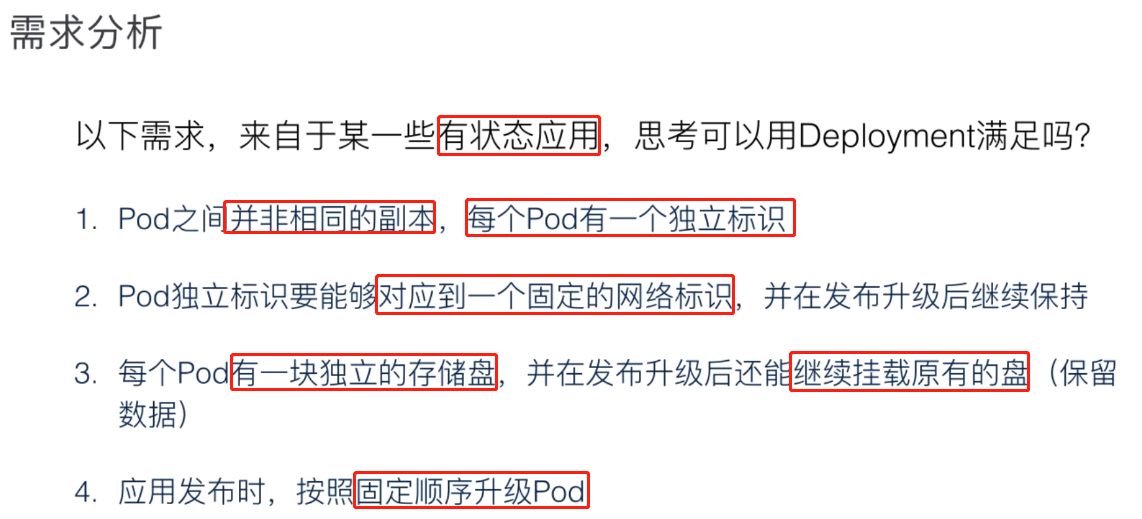 需求分析
以下需求，来自于某一些有状态应用，思考可以用Deployment满足吗？
1. Pod之间并非相同的副本，每个Pod有一个独立标识
2. Pod独立标识要能够对应到一个固定的网络标识，并在发布升级后继续保持
3. 每个Pod有一块独立的存储盘，并在发布升级后还能继续挂载原有的盘（保留
数据）
4. 应用发布时，按照固定顺序升级Pod